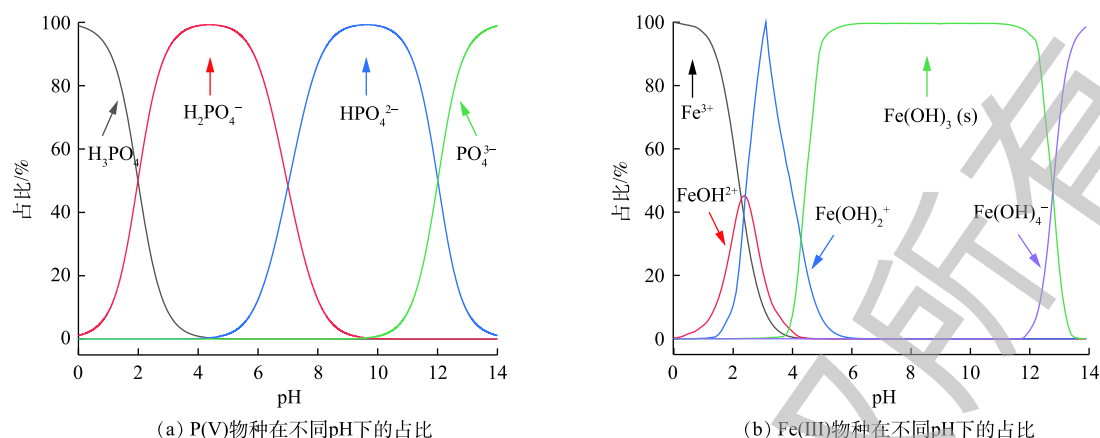 100
80
60
40
20
0
占比/%
H₃PO₄
H₂PO₄⁻
HPO₄²⁻
PO₄³⁻
0 2 4 6 8 10 12 14
pH
(a) P(V)物种在不同pH下的占比
100
80
60
40
20
0
占比/%
Fe³⁺
FeOH²⁺
Fe(OH)₂⁺
Fe(OH)₃ (s)
Fe(OH)₄⁻
0 2 4 6 8 10 12 14
pH
(b) Fe(III)物种在不同pH下的占比
所有